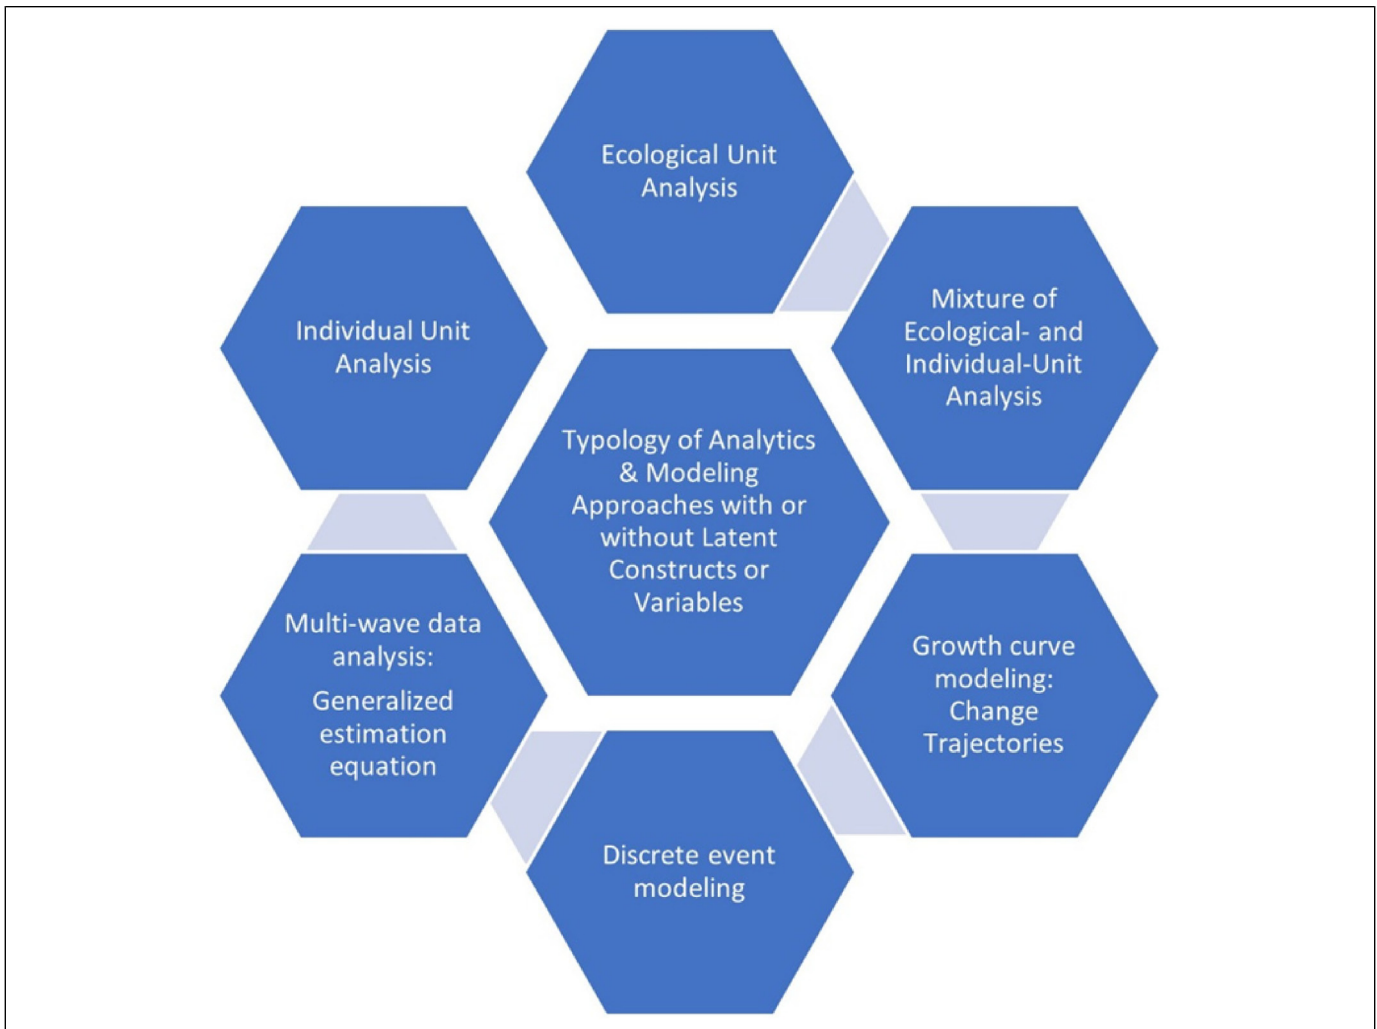 Ecological Unit
Analysis
Individual Unit
Analysis
Mixture of
Ecological- and
Individual-Unit
Analysis
Typology of Analytics
& Modeling
Approaches with or
without Latent
Constructs or
Variables
Multi-wave data
analysis:
Generalized
estimation
equation
Growth curve
modeling:
Change
Trajectories
Discrete event
modeling